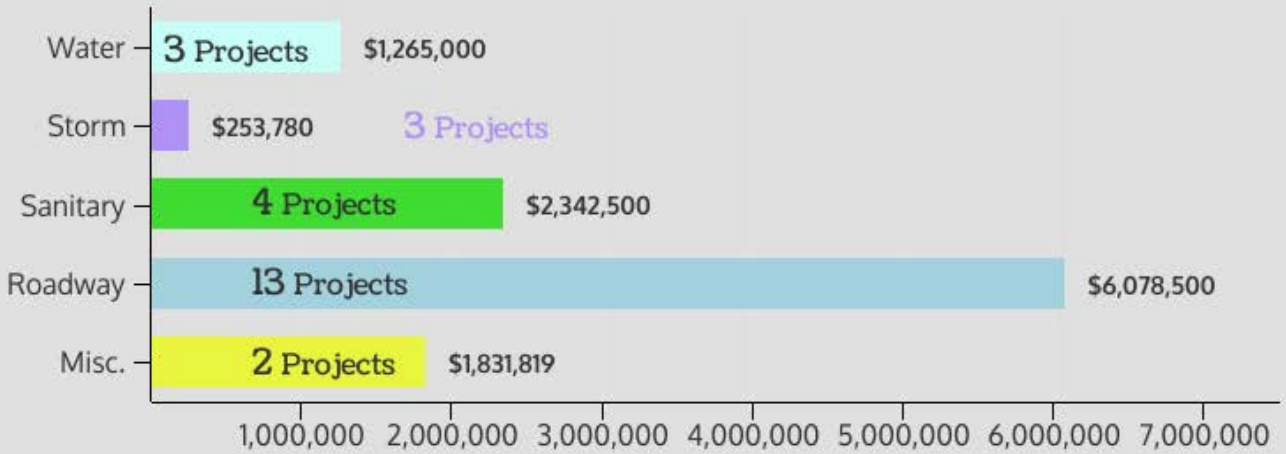 Water 3 Projects $1,265,000
Storm $253,780 3 Projects
Sanitary 4 Projects $2,342,500
Roadway 13 Projects $6,078,500
Misc. 2 Projects $1,831,819
1,000,000 2,000,000 3,000,000 4,000,000 5,000,000 6,000,000 7,000,000